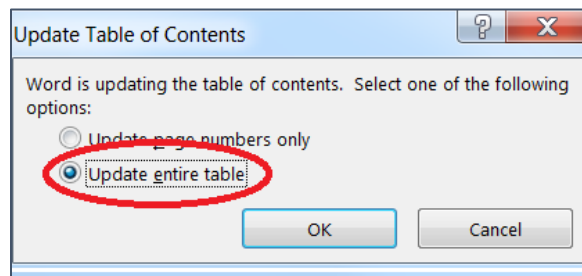 Update Table of Contents
Word is updating the table of contents. Select one of the following
options:
Update page numbers only
Update entire table
OK Cancel